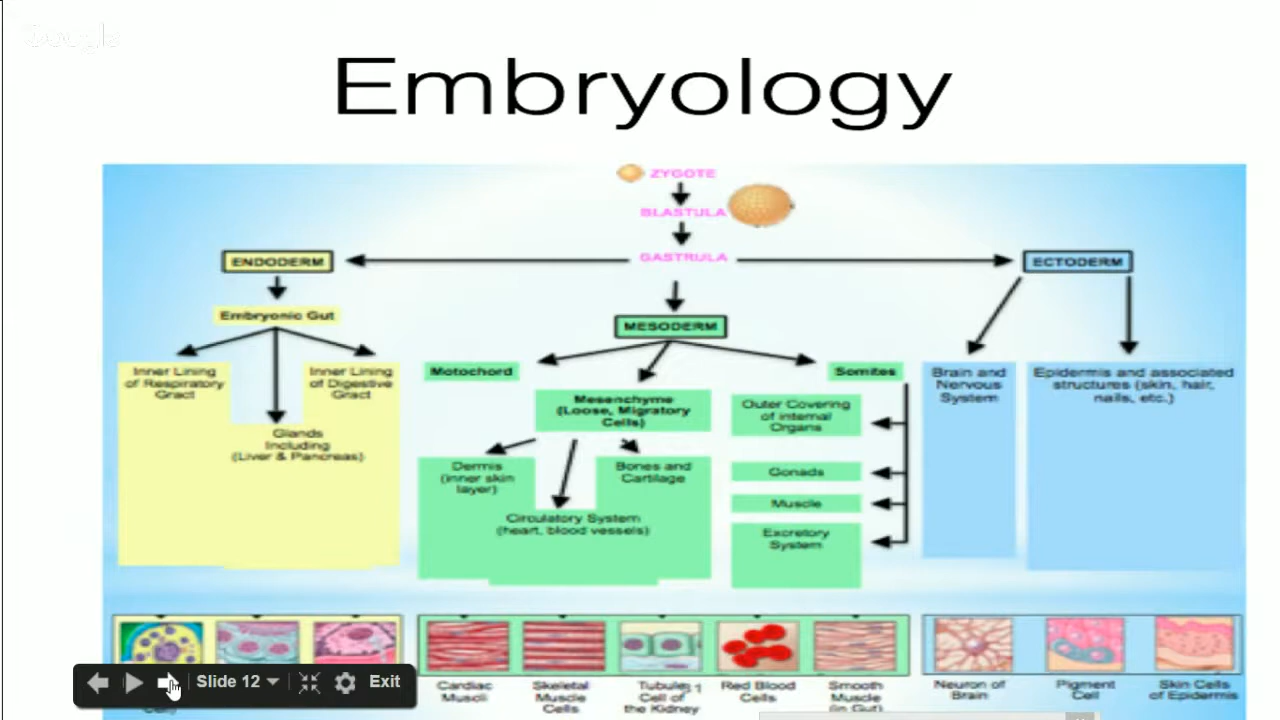 Google
Embryology
ZYGOTE
BLASTULA
GASTRULA
ENDODERM
ECTODERM
Embryonic Gut
MESODERM
Inner Lining
of Respiratory
Gract
Inner Lining
of Digestive
Gract
Glands
Including
(Liver & Pancreas)
Motochord
Mesenchyme
(Loose, Migratory
Cells)
Somites
Dermis
(inner skin
layer)
Bones and
Cartilage
Circulatory System
(heart, blood vessels)
Outer Covering
of internal
Organs
Gonads
Muscle
Excretory
System
Brain and
Nervous
System
Epidermis and associated
structures (skin, hair,
nails, etc.)
Slide 12
Exit
Cardiac
Muscli
Skeletal
Muscle
Cells
Tubule
Cell of
the Kidney
Red Blood
Cells
Smooth
Muscle
(in Gut)
Neuron of
Brain
Pigment
Cell
Skin Cells
of Epidermis